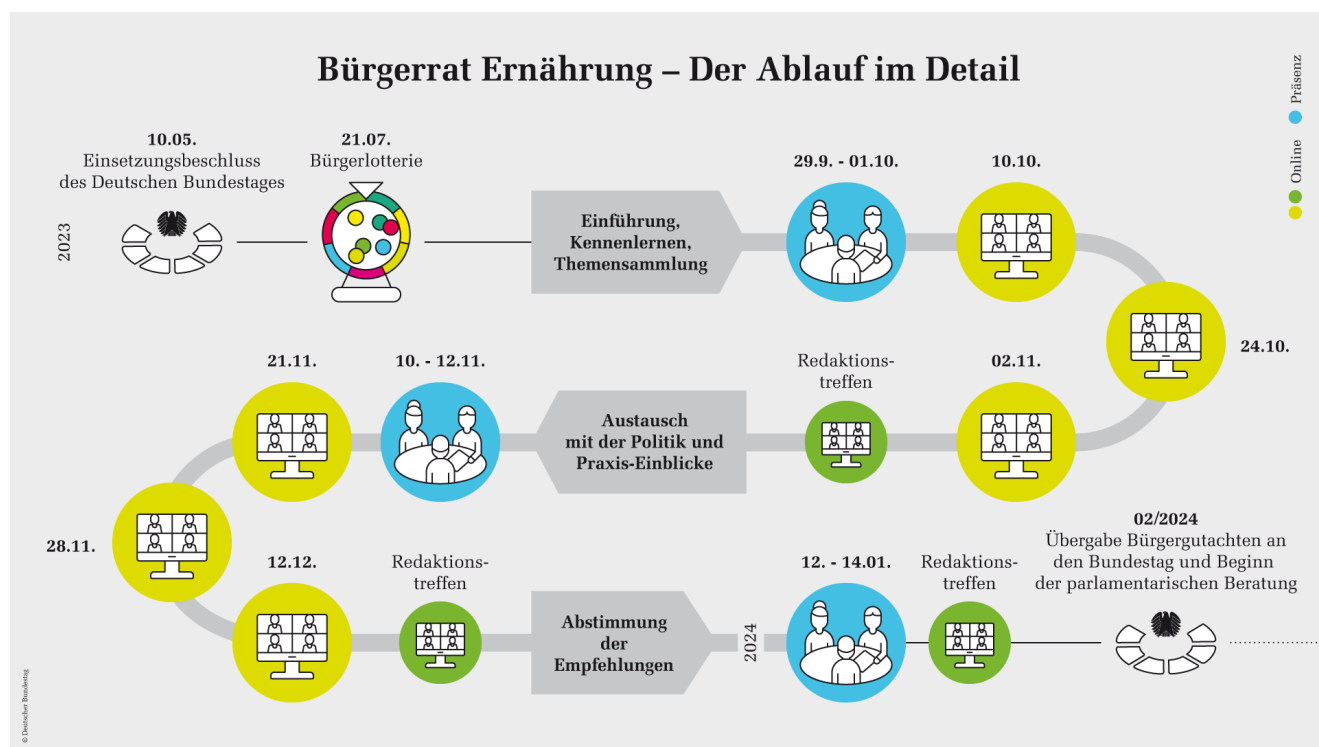 Bürgerrat Ernährung – Der Ablauf im Detail
Präsenz
Online
2023
10.05.
Einsetzungsbeschluss
des Deutschen Bundestages
21.07.
Bürgerlotterie
Einführung,
Kennenlernen,
Themensammlung
29.9. - 01.10.
10.10.
24.10.
02.11.
Redaktions-
treffen
Austausch
mit der Politik und
Praxis-Einblicke
10. - 12.11.
21.11.
28.11.
12.12.
Redaktions-
treffen
Abstimmung
der
Empfehlungen
2024
12. - 14.01.
Redaktions-
treffen
02/2024
Übergabe Bürgergutachten an
den Bundestag und Beginn
der parlamentarischen Beratung
© Deutscher Bundestag